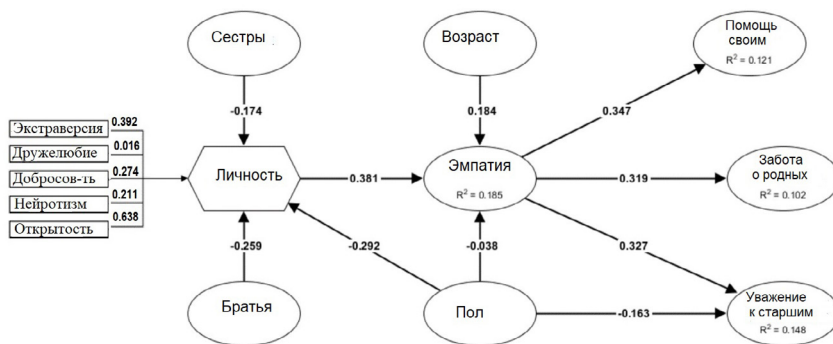 Сестры
Возраст
Помощь
своим
R² = 0.121
-0.174
0.184
0.347
Экстраверсия 0.392
Дружелюбие 0.016
Добросов-ть 0.274
Нейротизм 0.211
Открытость 0.638
Личность
0.381
Эмпатия
R² = 0.185
0.319
Забота
о родных
R² = 0.102
-0.259
-0.292
-0.038
0.327
Братья
Пол
-0.163
Уважение
к старшим
R² = 0.148